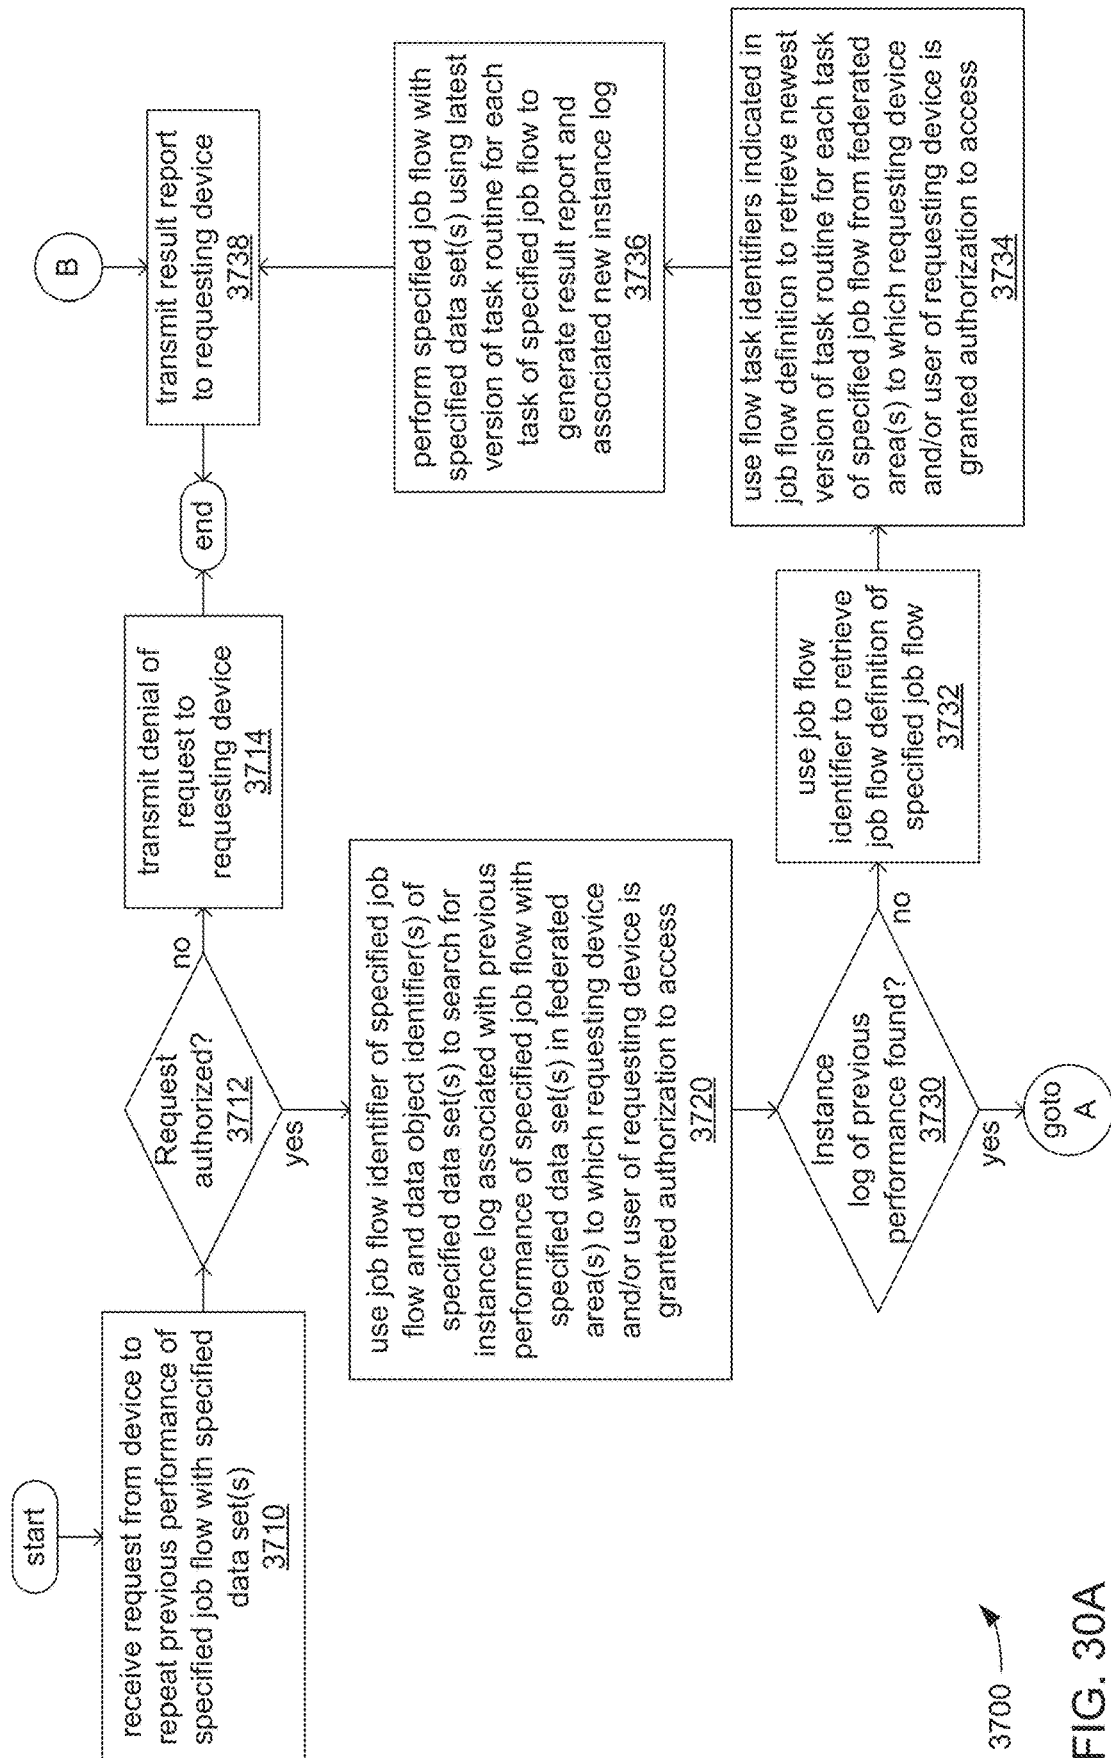 start
receive request from device to
repeat previous performance of
specified job flow with specified
data set(s)
3710
Request
authorized?
3712
no
yes
transmit denial of
request to
requesting device
3714
end
use job flow identifier of specified job
flow and data object identifier(s) of
specified data set(s) to search for
instance log associated with previous
performance of specified job flow with
specified data set(s) in federated
area(s) to which requesting device
and/or user of requesting device is
granted authorization to access
3720
Instance
log of previous
performance found?
3730
no
yes
goto
A
use job flow
identifier to retrieve
job flow definition of
specified job flow
3732
use flow task identifiers indicated in
job flow definition to retrieve newest
version of task routine for each task
of specified job flow from federated
area(s) to which requesting device
and/or user of requesting device is
granted authorization to access
3734
perform specified job flow with
specified data set(s) using latest
version of task routine for each
task of specified job flow to
generate result report and
associated new instance log
3736
B
transmit result report
to requesting device
3738
3700
FIG. 30A